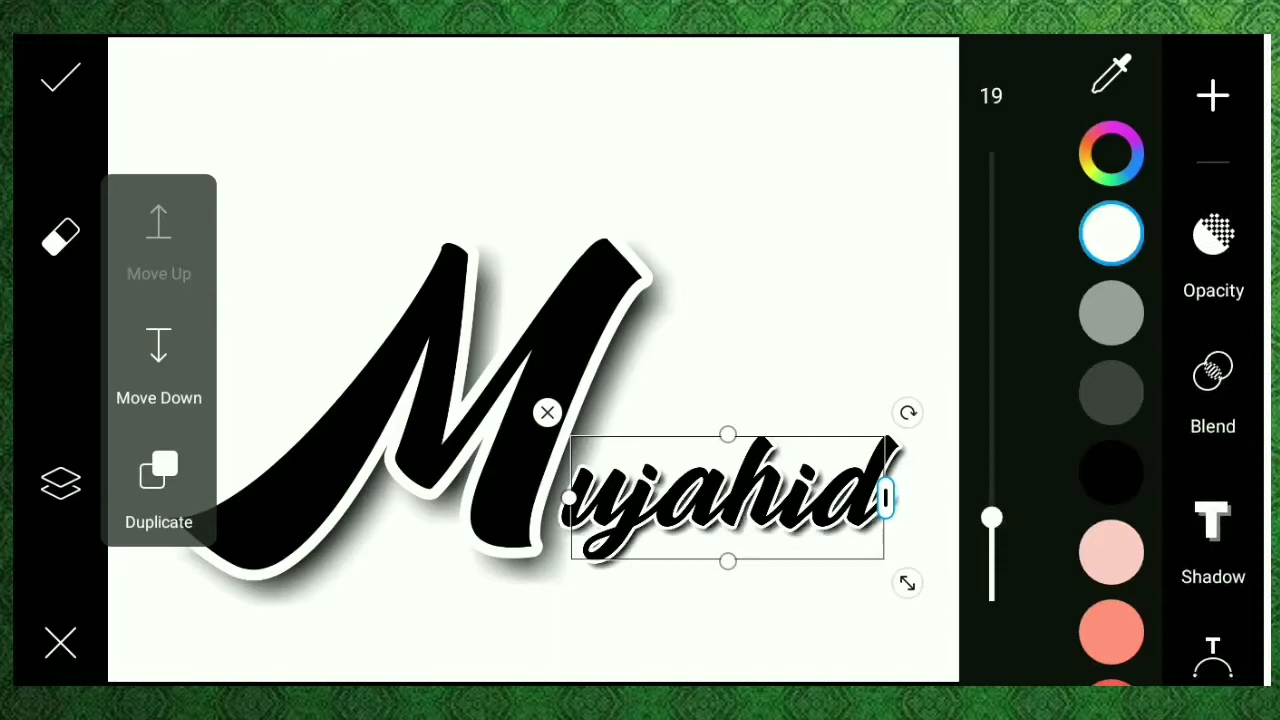 19
Move Up
Move Down
Duplicate
Mujahid
Opacity
Blend
T
Shadow
T